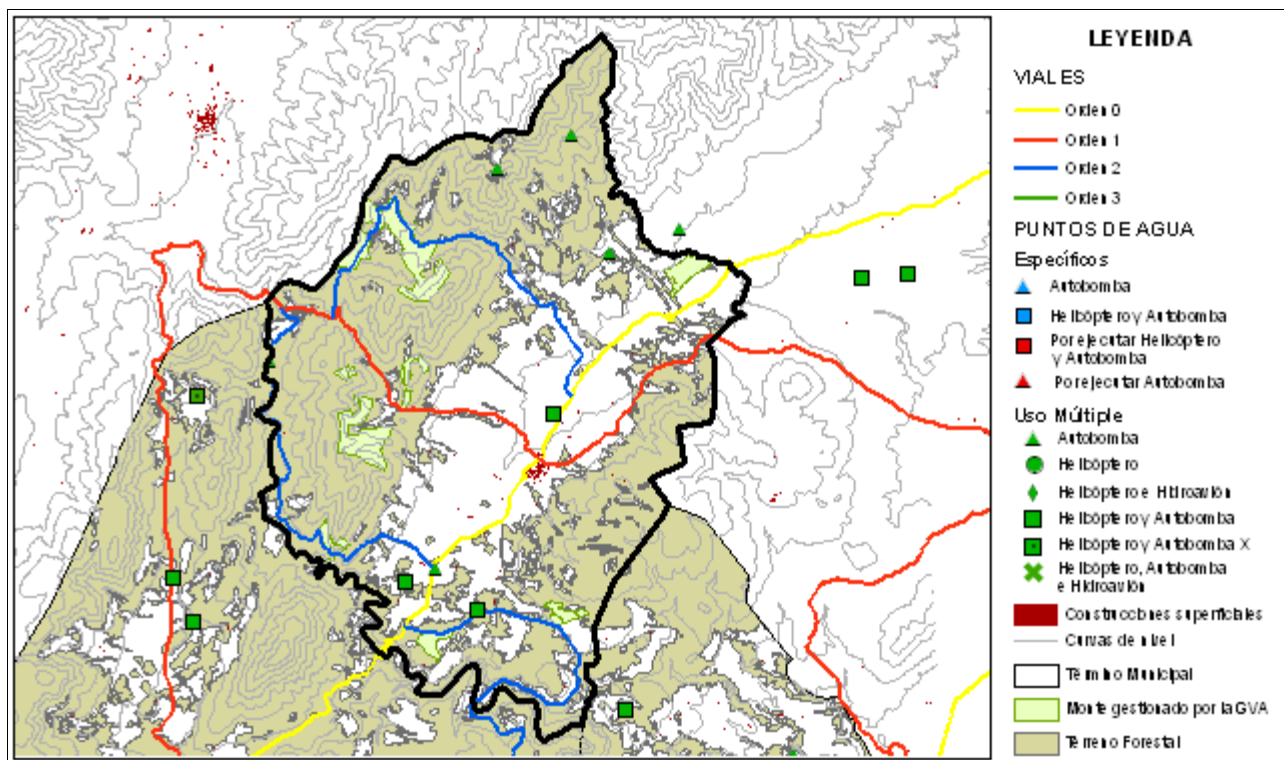 LEYENDA
VIALES
Orden 0
Orden 1
Orden 2
Orden 3
PUNTOS DE AGUA
Específicos
Autobomba
Helicóptero y Autobomba
Por ejecutar Helicóptero
y Autobomba
Por ejecutar Autobomba
Uso Múltiple
Autobomba
Helicóptero
Helicóptero e Hidroavión
Helicóptero y Autobomba
Helicóptero y Autobomba X
Helicóptero, Autobomba
e Hidroavión
Construcciones superficiales
Curvas de nivel
Término Municipal
Monte gestionado por la GVA
Terreno Forestal